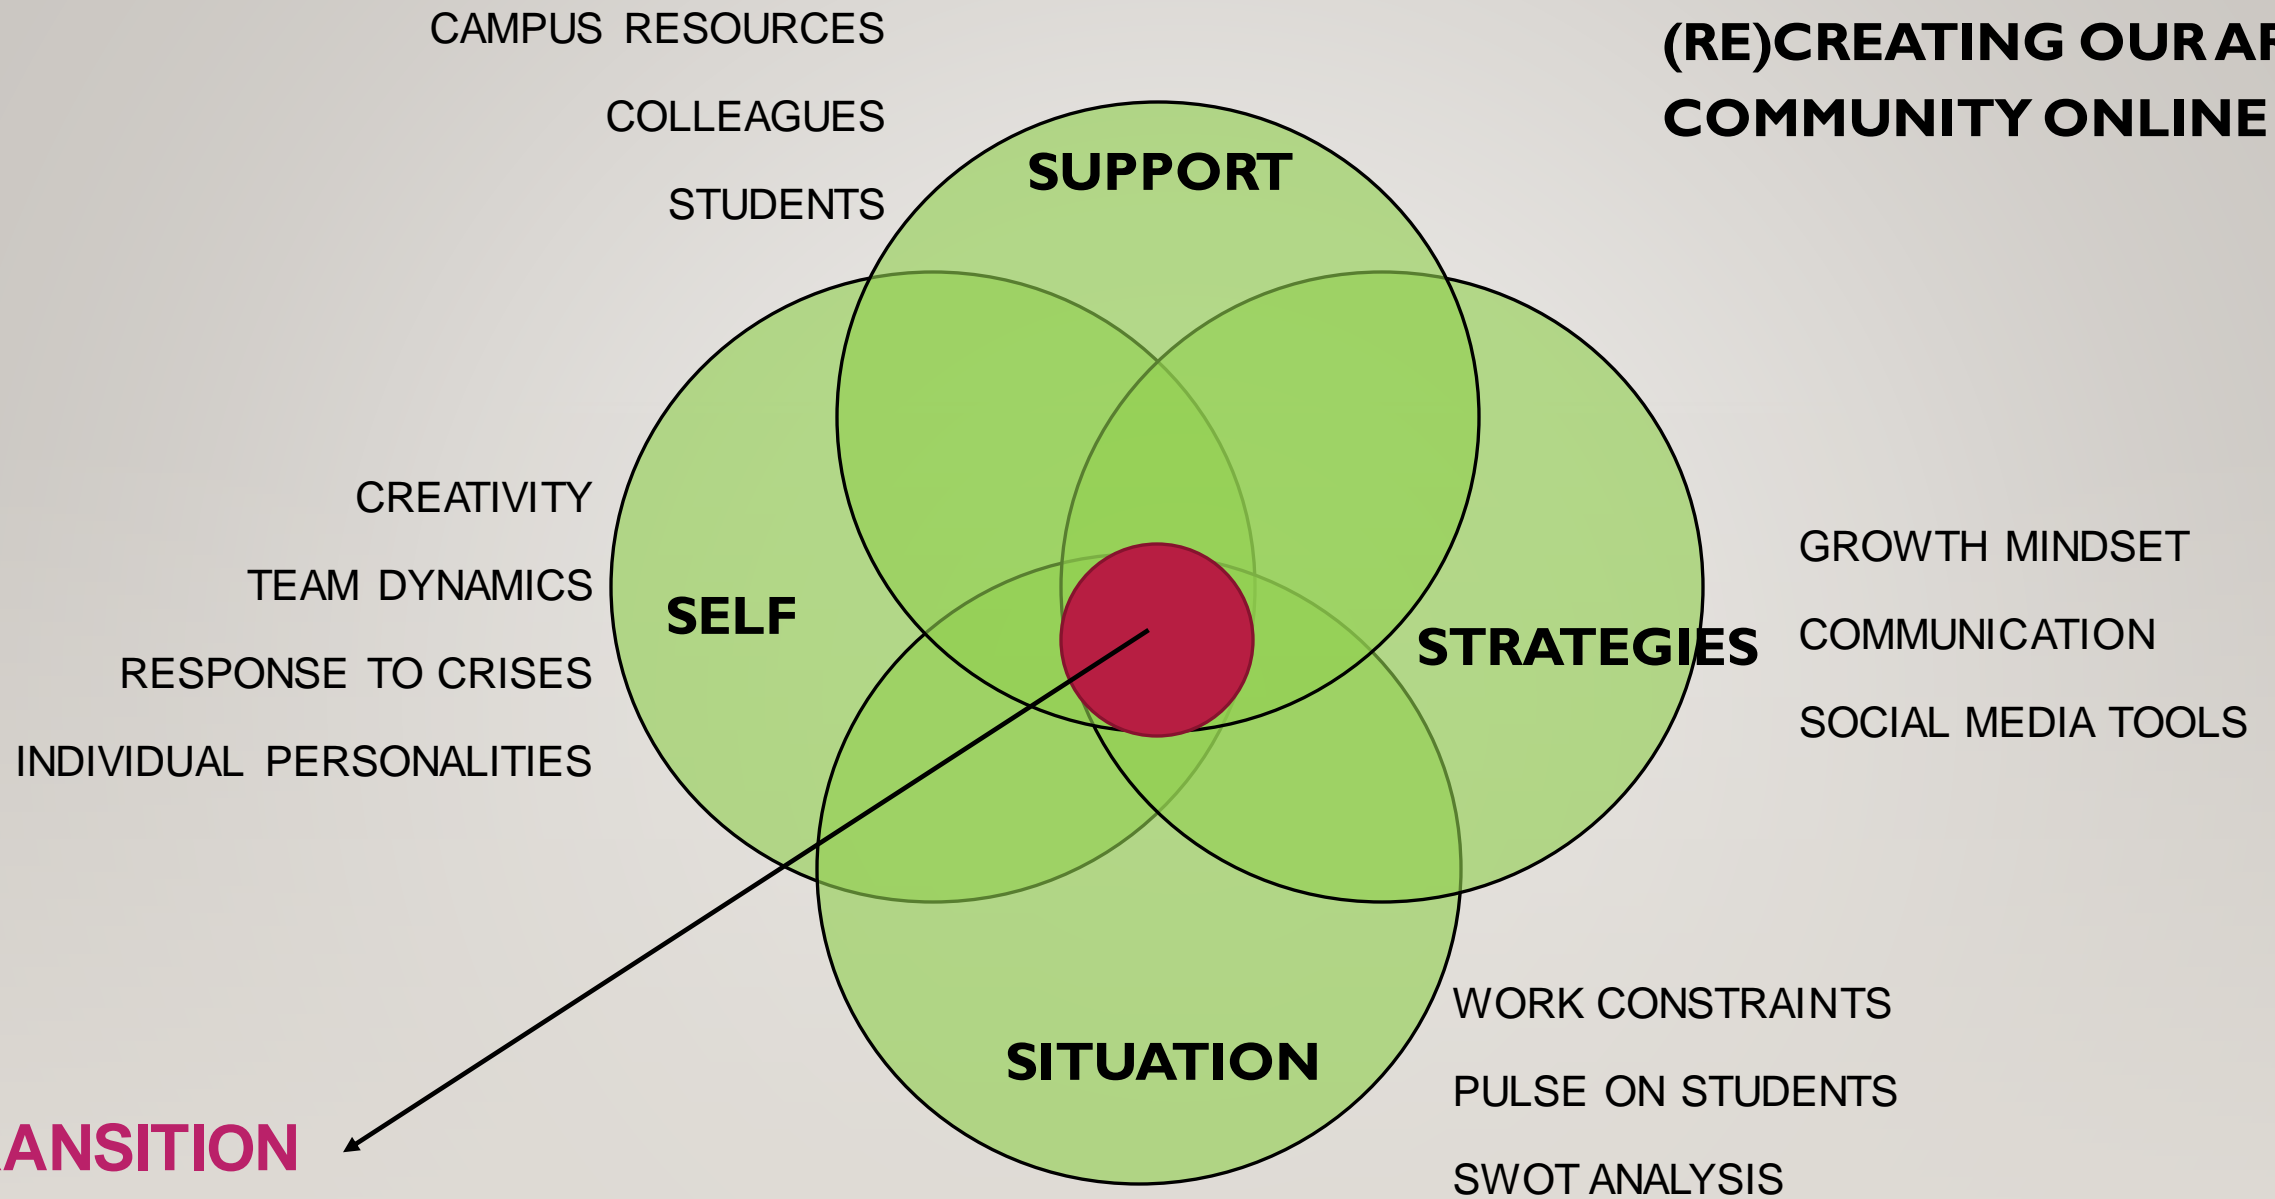 CAMPUS RESOURCES
COLLEAGUES
STUDENTS
(RE)CREATING OUR
COMMUNITY ONLINE
SUPPORT
CREATIVITY
TEAM DYNAMICS
RESPONSE TO CRISES
INDIVIDUAL PERSONALITIES
SELF
STRATEGIES
GROWTH MINDSET
COMMUNICATION
SOCIAL MEDIA TOOLS
SITUATION
WORK CONSTRAINTS
PULSE ON STUDENTS
SWOT ANALYSIS
ANSITION